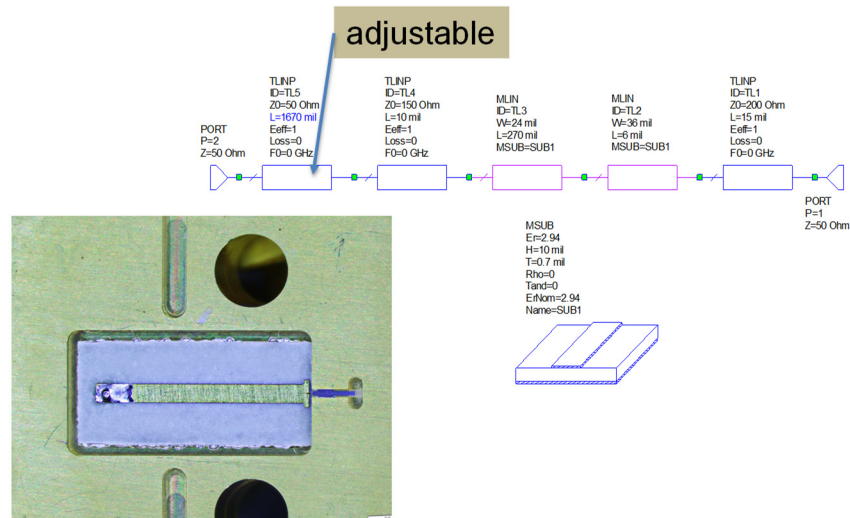 adjustable
TLINP
ID=TL5
Z0=50 Ohm
L=1670 mil
Eeff=1
Loss=0
F0=0 GHz
TLINP
ID=TL4
Z0=150 Ohm
L=10 mil
Eeff=1
Loss=0
F0=0 GHz
MLIN
ID=TL3
W=24 mil
L=270 mil
MSUB=SUB1
MLIN
ID=TL2
W=36 mil
L=6 mil
MSUB=SUB1
TLINP
ID=TL1
Z0=200 Ohm
L=15 mil
Eeff=1
Loss=0
F0=0 GHz
PORT
P=2
Z=50 Ohm
PORT
P=1
Z=50 Ohm
MSUB
Er=2.94
H=10 mil
T=0.7 mil
Rho=0
Tand=0
ErNom=2.94
Name=SUB1